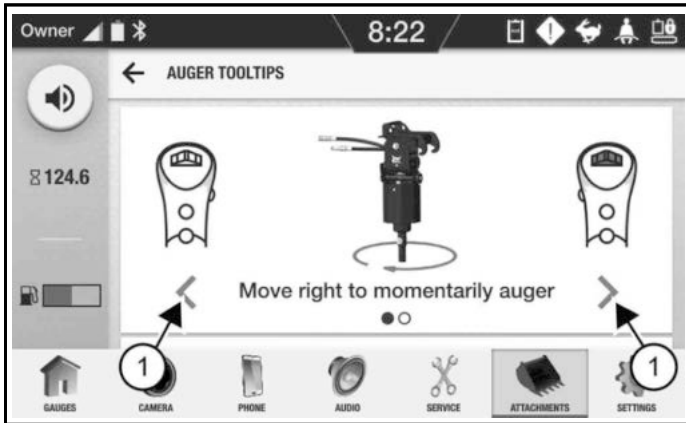 Owner 8:22
AUGER TOOLTIPS
124.6
Move right to momentarily auger
1 1
GAUGES CAMERA PHONE AUDIO SERVICE ATTACHMENTS SETTINGS